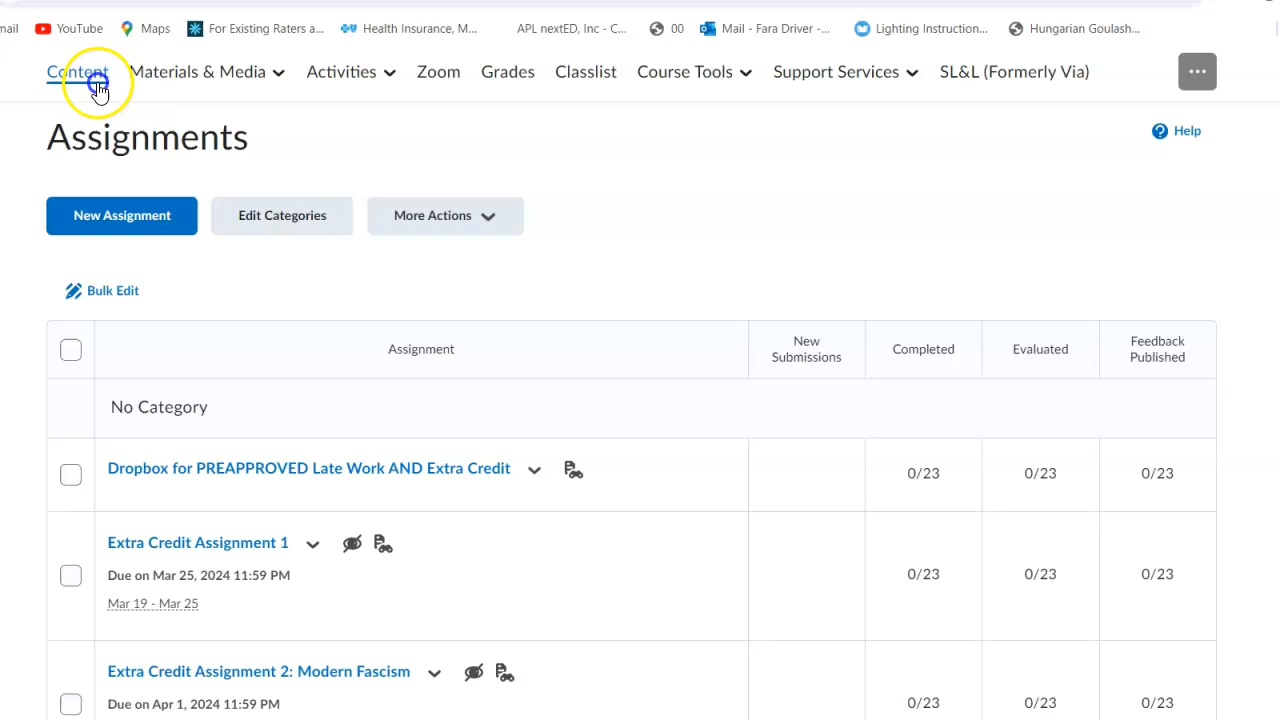 mail YouTube Maps For Existing Raters a... Health Insurance, M... APL nextED, Inc - C... 00 Mail - Fara Driver -... Lighting Instruction... Hungarian Goulash...
Content Materials & Media Activities Zoom Grades Classlist Course Tools Support Services SL&L (Formerly Via)
Assignments
Help
New Assignment Edit Categories More Actions
Bulk Edit
Assignment New Submissions Completed Evaluated Feedback Published
No Category
Dropbox for PREAPPROVED Late Work AND Extra Credit 0/23 0/23 0/23
Extra Credit Assignment 1
Due on Mar 25, 2024 11:59 PM 0/23 0/23 0/23
Mar 19 - Mar 25
Extra Credit Assignment 2: Modern Fascism
Due on Apr 1, 2024 11:59 PM 0/23 0/23 0/23